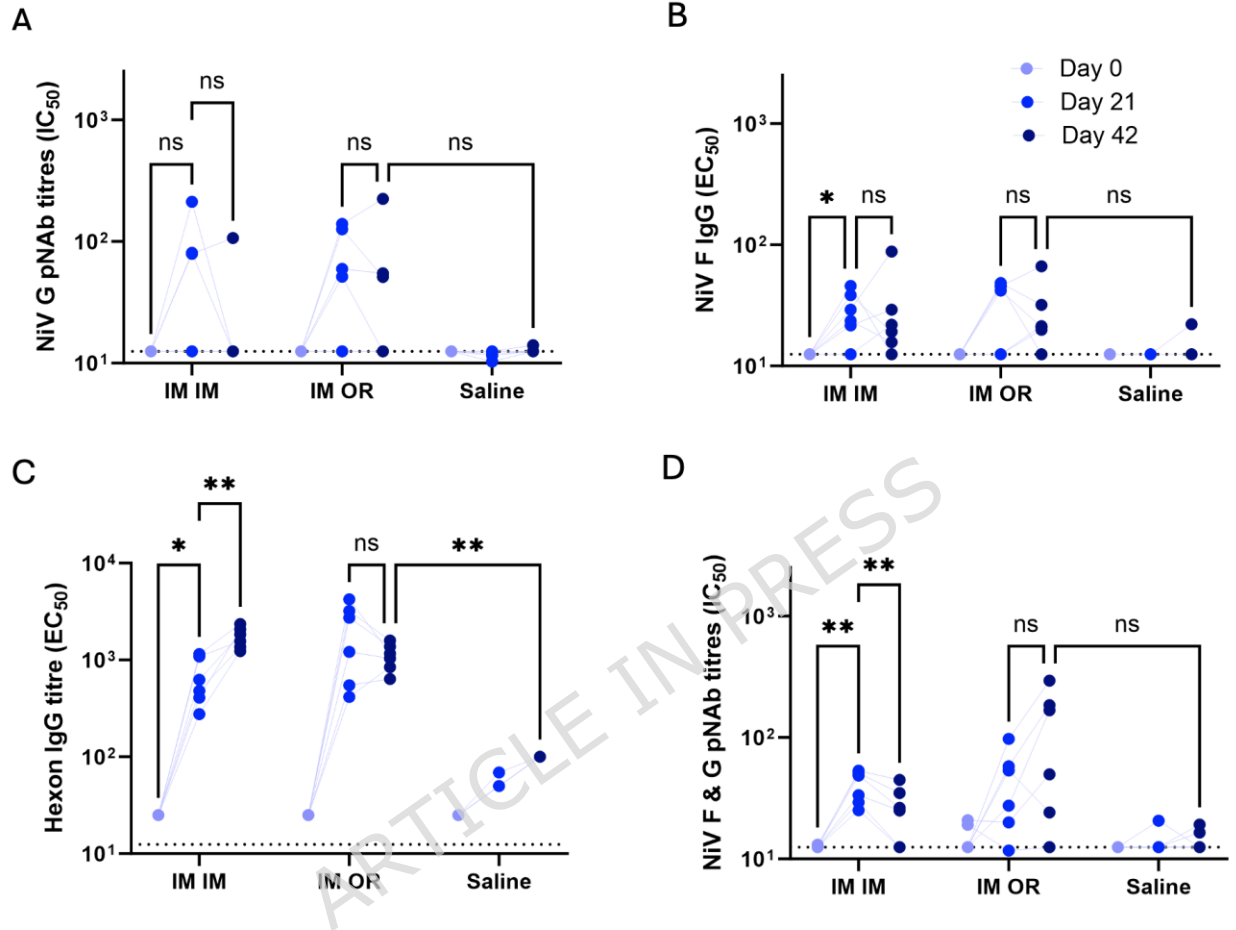 A
NiV G pNAb titres (IC₅₀)
10³
10²
10¹
ns
ns
ns
ns
IM IM
IM OR
Saline
B
Day 0
Day 21
Day 42
NiV F IgG (EC₅₀)
10³
10²
10¹
*
ns
ns
ns
IM IM
IM OR
Saline
C
Hexon IgG titre (EC₅₀)
10⁴
10³
10²
10¹
*
**
ns
**
IM IM
IM OR
Saline
D
NiV F & G pNAb titres (IC₅₀)
10³
10²
10¹
**
**
ns
ns
IM IM
IM OR
Saline
ARTICLE IN PRESS